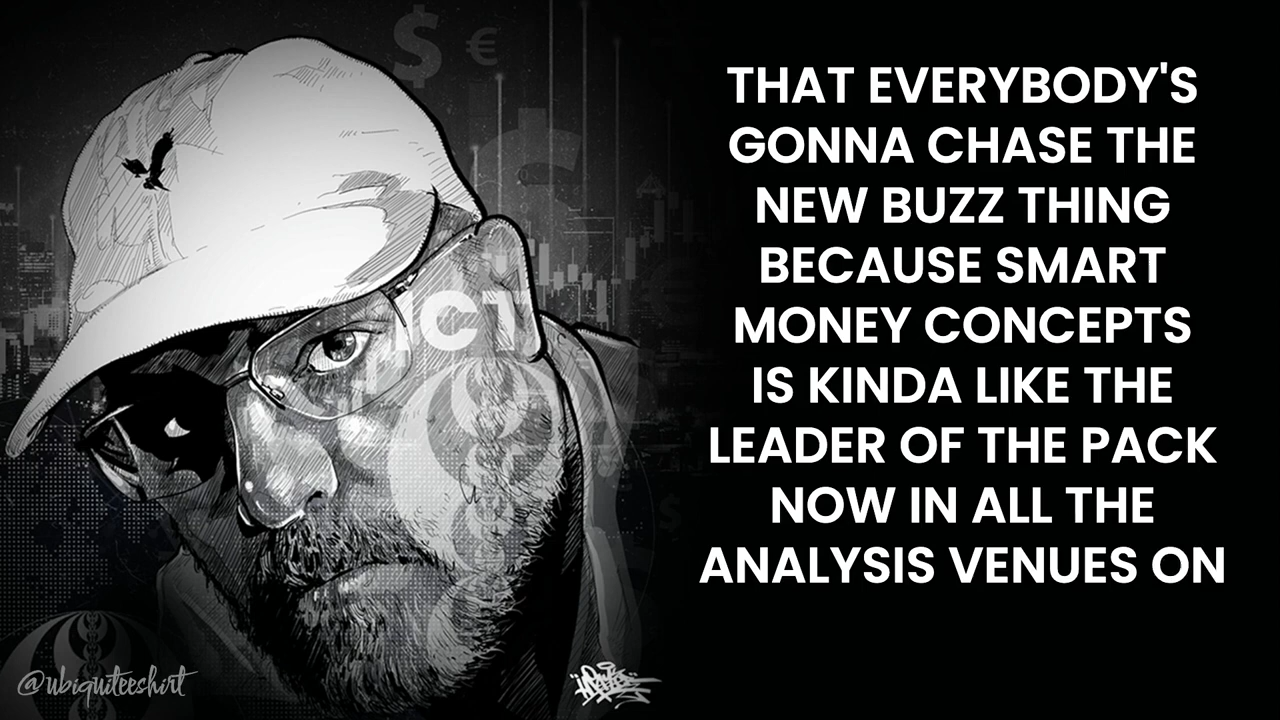 THAT EVERYBODY'S
GONNA CHASE THE
NEW BUZZ THING
BECAUSE SMART
MONEY CONCEPTS
IS KINDA LIKE THE
LEADER OF THE PACK
NOW IN ALL THE
ANALYSIS VENUES ON
ICT
@ubiquiteeshirt